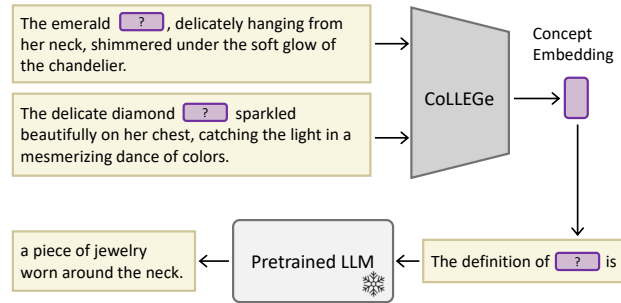 The emerald ? , delicately hanging from
her neck, shimmered under the soft glow of
the chandelier.
The delicate diamond ? sparkled
beautifully on her chest, catching the light in a
mesmerizing dance of colors.
CoLLEGe
Concept
Embedding
The definition of ? is
Pretrained LLM
a piece of jewelry
worn around the neck.